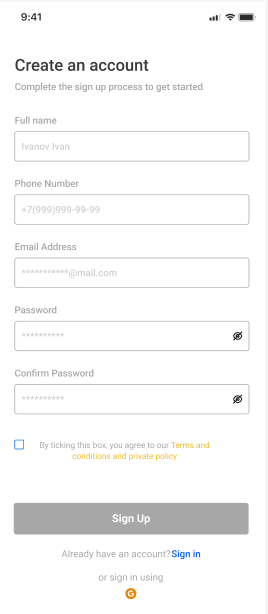 9:41
Create an account
Complete the sign up process to get started
Full name
Ivanov Ivan
Phone Number
+7(999)999-99-99
Email Address
***********@mail.com
Password
**********
Confirm Password
**********
By ticking this box, you agree to our Terms and
conditions and private policy
Sign Up
Already have an account?Sign in
or sign in using
G